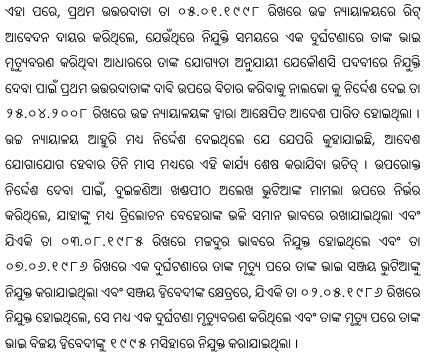 ଏହା ପରେ, ପ୍ରଥମ ଉତ୍ତରଦାତା ତା ୦୫.୦୧.୧୯୯୮ ରିଖରେ ଉଚ୍ଚ ନ୍ୟାୟାଳୟରେ ରିଟ୍
ଆବେଦନ ଦାୟର କରିଥିଲେ, ଯେଉଁଥିରେ ନିଯୁକ୍ତି ସମୟରେ ଏକ ଦୁର୍ଘଟଣାରେ ତାଙ୍କ ଭାଇ
ମୃତ୍ୟୁବରଣ କରିଥିବା ଆଧାରରେ ତାଙ୍କ ଯୋଗ୍ୟତା ଅନୁଯାୟୀ ଯେକୌଣସି ପଦବୀରେ ନିଯୁକ୍ତି
ଦେବା ପାଇଁ ପ୍ରଥମ ଉତ୍ତରଦାତାଙ୍କ ଦାବି ଉପରେ ବିଚାର କରିବାକୁ ନାଲକୋ କୁ ନିର୍ଦ୍ଦେଶ ଦେଇ ତା
୨୫.୦୪.୨୦୦୮ ରିଖରେ ଉଚ୍ଚ ନ୍ୟାୟାଳୟଙ୍କ ଦ୍ୱାରା ଆକ୍ଷେପିତ ଆଦେଶ ପାରିତ ହୋଇଥିଲା ।
ଉଚ୍ଚ ନ୍ୟାୟାଳୟ ଆହୁରି ମଧ୍ୟ ନିର୍ଦ୍ଦେଶ ଦେଇଥିଲେ ଯେ ଯେପରି କୁହାଯାଇଛି, ଆଦେଶ
ଯୋଗାଯୋଗ ହେବାର ତିନି ମାସ ମଧ୍ୟରେ ଏହି କାର୍ଯ୍ୟ ଶେଷ କରାଯିବା ଉଚିତ୍ । ଉପରୋକ୍ତ
ନିର୍ଦ୍ଦେଶ ଦେବା ପାଇଁ, ଦୁଇଜଣିଆ ଖଣ୍ଡପୀଠ ଅଲେଖ ଭୁଟିଆଙ୍କ ମାମଲା ଉପରେ ନିର୍ଭର
କରିଥିଲେ, ଯାହାଙ୍କୁ ମଧ୍ୟ ତ୍ରିଲୋଚନ ବେହେରାଙ୍କ ଭଳି ସମାନ ଭାବରେ ରଖାଯାଇଥିଲା ଏବଂ
ଯିଏକି ତା ୦୩.୦୮.୧୯୮୫ ରିଖରେ ମଜଦୁର ଭାବରେ ନିଯୁକ୍ତ ହୋଇଥିଲେ ଏବଂ ତା
୦୭.୦୬.୧୯୮୬ ରିଖରେ ଏକ ଦୁର୍ଘଟଣାରେ ତାଙ୍କ ମୃତ୍ୟୁ ପରେ ତାଙ୍କ ଭାଇ ସଞ୍ଜୟ ଭୁଟିଆଙ୍କୁ
ନିଯୁକ୍ତ କରାଯାଇଥିଲା ଏବଂ ସଞ୍ଜୟ ଦ୍ୱିବେଦୀଙ୍କ କ୍ଷେତ୍ରରେ, ଯିଏକି ତା ୦୨.୦୫.୧୯୮୬ ରିଖରେ
ନିଯୁକ୍ତ ହୋଇଥିଲେ, ସେ ମଧ୍ୟ ଏକ ଦୁର୍ଘଟଣା ମୃତ୍ୟୁବରଣ କରିଥିଲେ ଏବଂ ତାଙ୍କ ମୃତ୍ୟୁ ପରେ ତାଙ୍କ
ଭାଇ ବିଜୟ ଦ୍ୱିବେଦୀଙ୍କୁ ୧୯୯୫ ମସିହାରେ ନିଯୁକ୍ତ କରାଯାଇଥିଲା ।